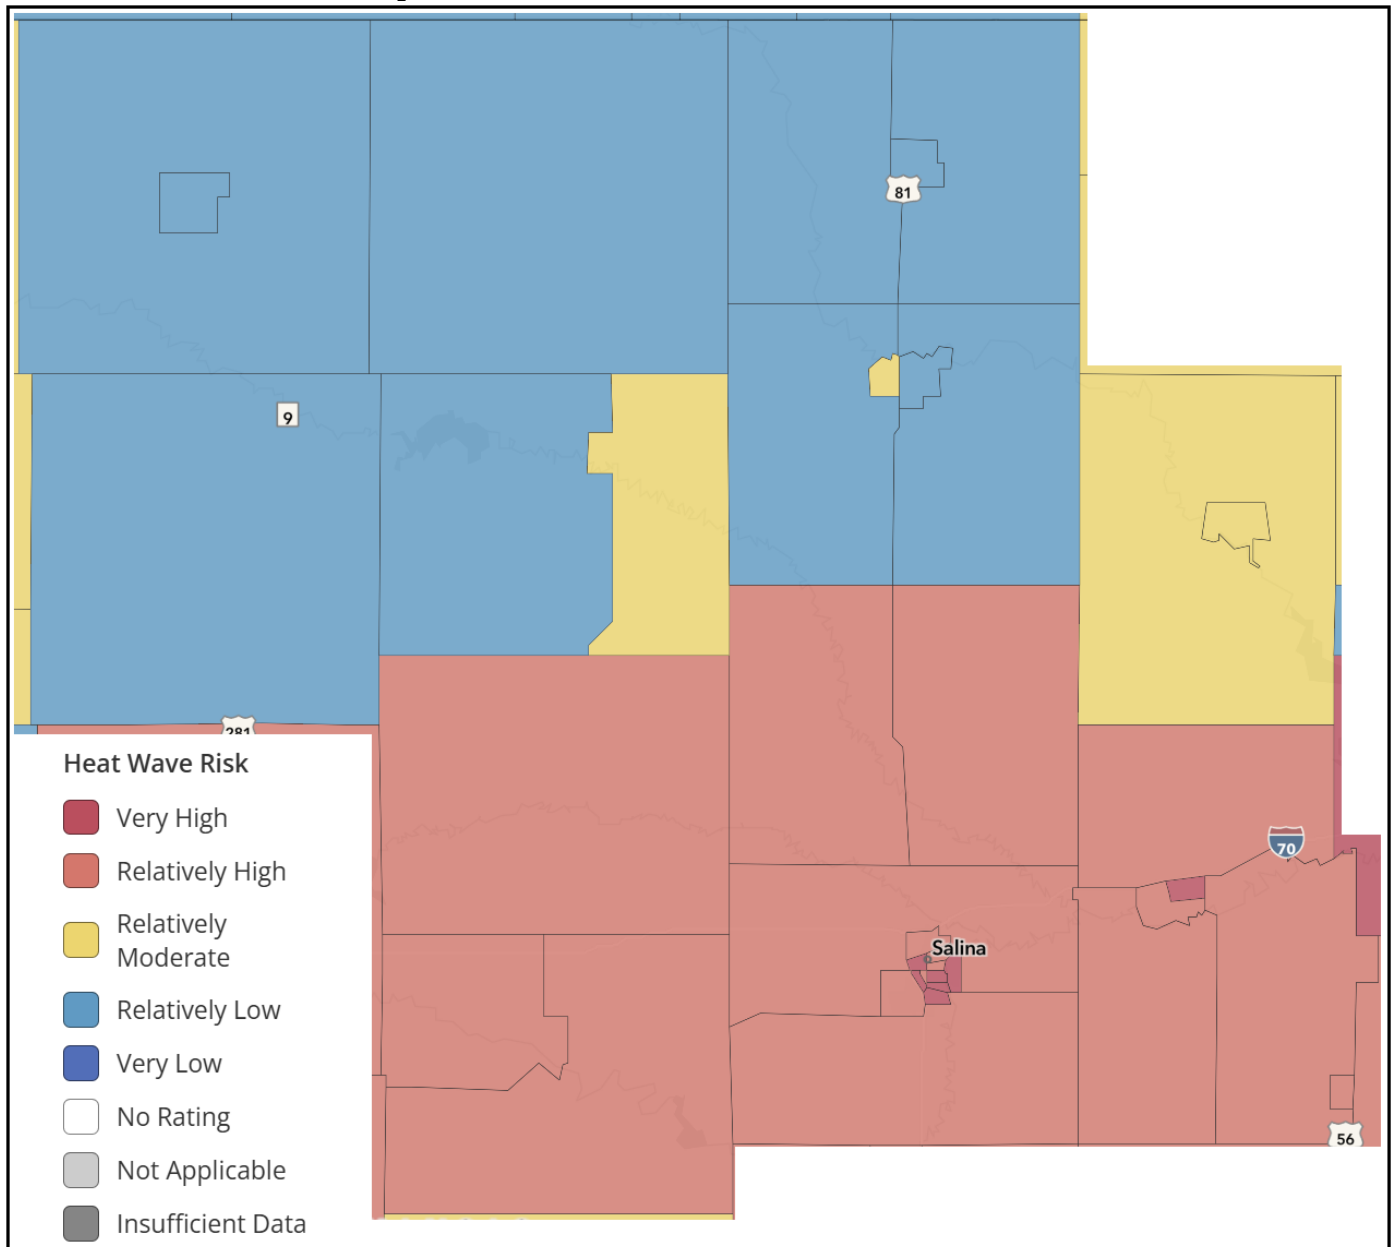 81
9
281
Heat Wave Risk
Very High
Relatively High
Relatively
Moderate
Relatively Low
Very Low
No Rating
Not Applicable
Insufficient Data
70
Salina
56